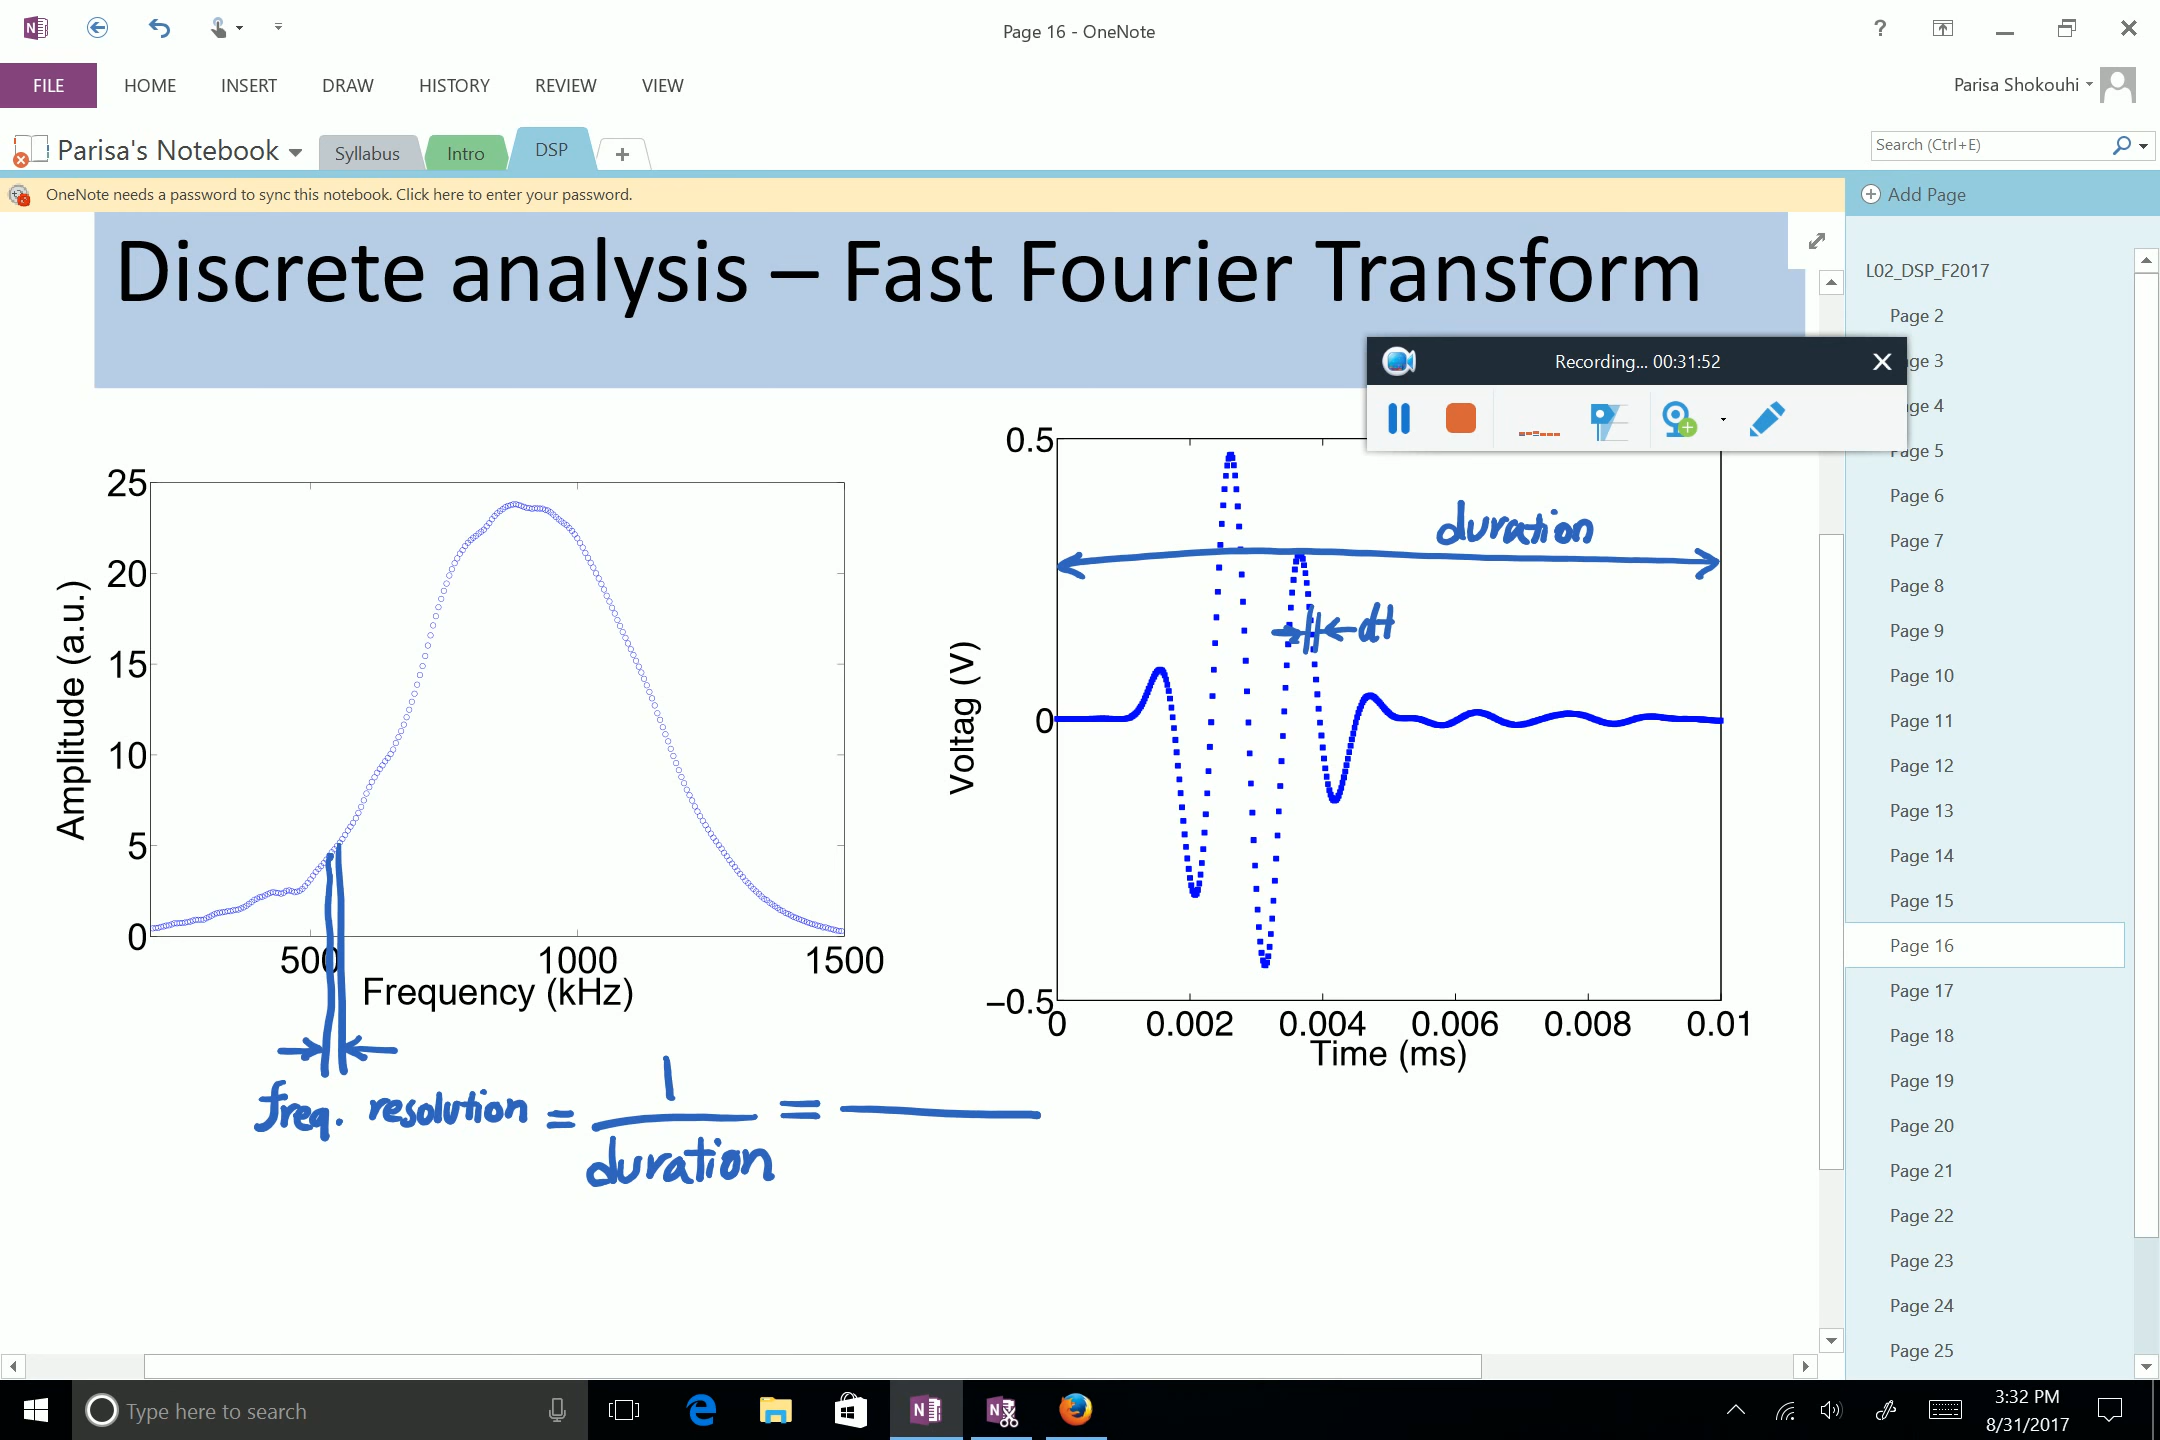 Page 16 - OneNote
?
FILE HOME INSERT DRAW HISTORY REVIEW VIEW
Parisa Shokouhi
Parisa's Notebook Syllabus Intro DSP +
Search (Ctrl+E)
OneNote needs a password to sync this notebook. Click here to enter your password.
Add Page
Discrete analysis – Fast Fourier Transform
Recording... 00:31:52
25
20
15
10
5
0
Amplitude (a.u.)
500 1000 1500
Frequency (kHz)
0.5
0
−0.5
Voltag (V)
duration
dt
0 0.002 0.004 0.006 0.008 0.01
Time (ms)
freq. resolution = 1 / duration =
L02_DSP_F2017
Page 2
ge 3
ge 4
Page 5
Page 6
Page 7
Page 8
Page 9
Page 10
Page 11
Page 12
Page 13
Page 14
Page 15
Page 16
Page 17
Page 18
Page 19
Page 20
Page 21
Page 22
Page 23
Page 24
Page 25
Type here to search
3:32 PM
8/31/2017